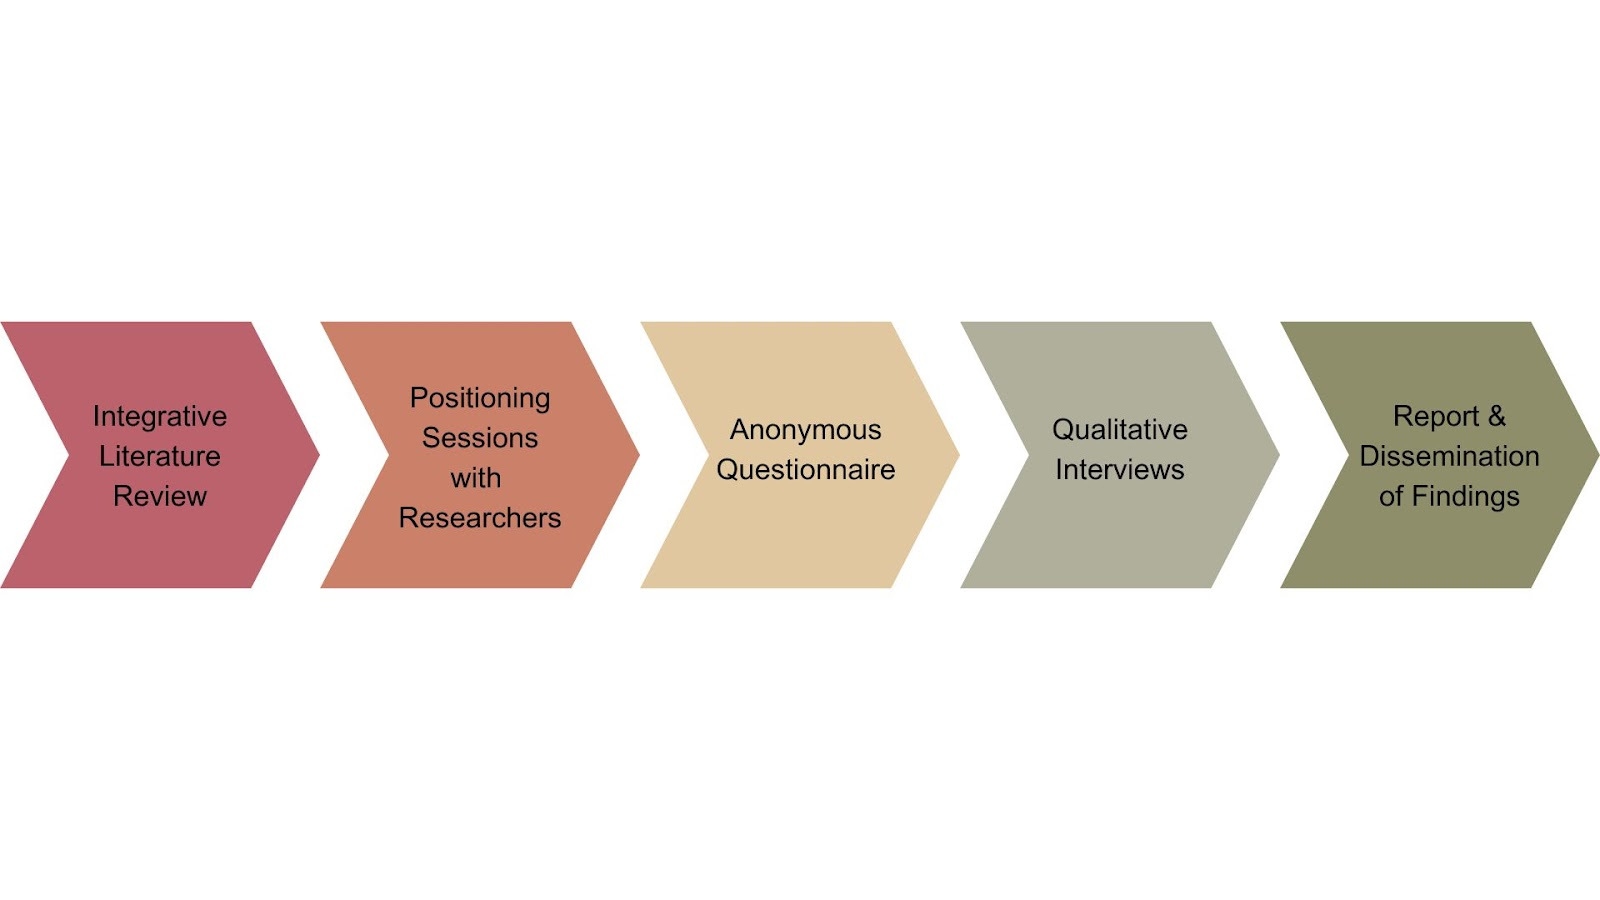 Integrative
Literature
Review
Positioning
Sessions
with
Researchers
Anonymous
Questionnaire
Qualitative
Interviews
Report &
Dissemination
of Findings